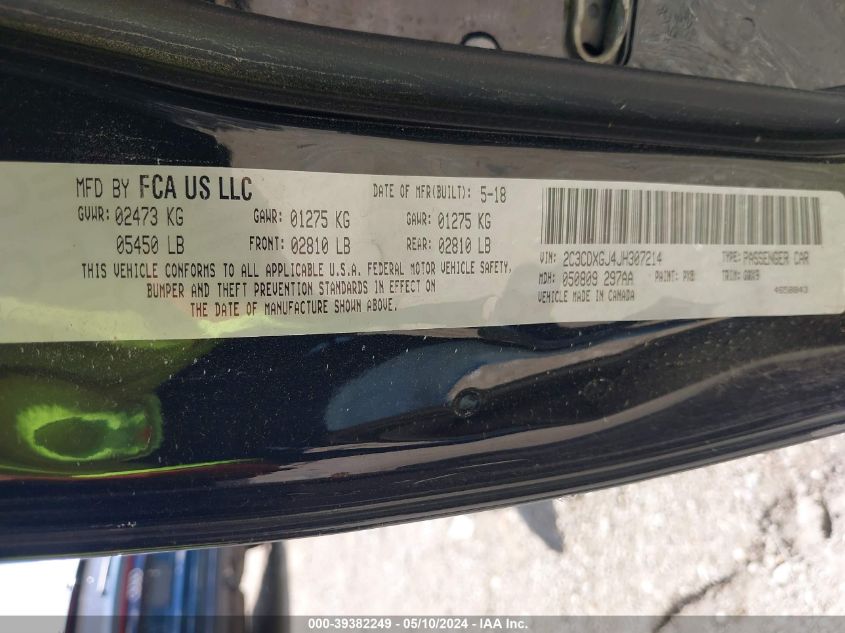 MFD BY FCA US LLC DATE OF MFR(BUILT): 5-18
GVWR: 02473 KG GAWR: 01275 KG GAWR: 01275 KG
05450 LB FRONT: 02810 LB REAR: 02810 LB
THIS VEHICLE CONFORMS TO ALL APPLICABLE U.S.A. FEDERAL MOTOR VEHICLE SAFETY,
BUMPER AND THEFT PREVENTION STANDARDS IN EFFECT ON
THE DATE OF MANUFACTURE SHOWN ABOVE.
VIN: 2C3CDXGJ4JH307214 TYPE: PASSENGER CAR
MDH: 050809 297AA PAINT: PX8 TRIM:
VEHICLE MADE IN CANADA
000-39382249 - 05/10/2024 - IAA Inc.